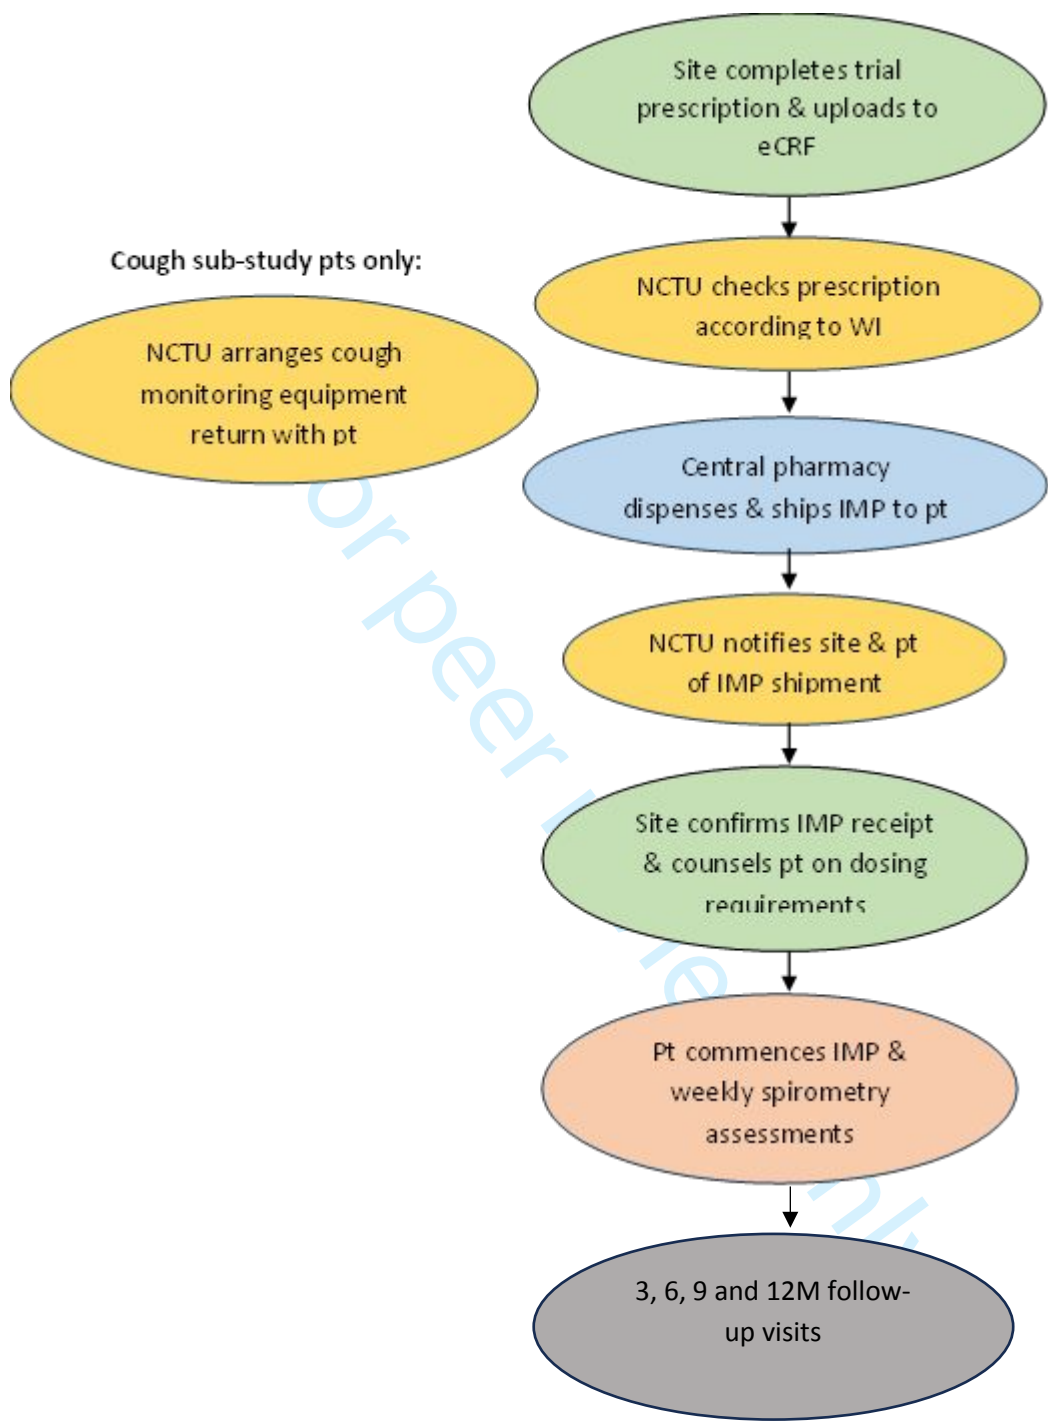 Site completes trial
prescription & uploads to
eCRF
Cough sub-study pts only:
NCTU checks prescription
according to WI
NCTU arranges cough
monitoring equipment
return with pt
Central pharmacy
dispenses & ships IMP to pt
NCTU notifies site & pt
of IMP shipment
Site confirms IMP receipt
& counsels pt on dosing
requirements
Pt commences IMP &
weekly spirometry
assessments
3, 6, 9 and 12M follow-
up visits
or peer